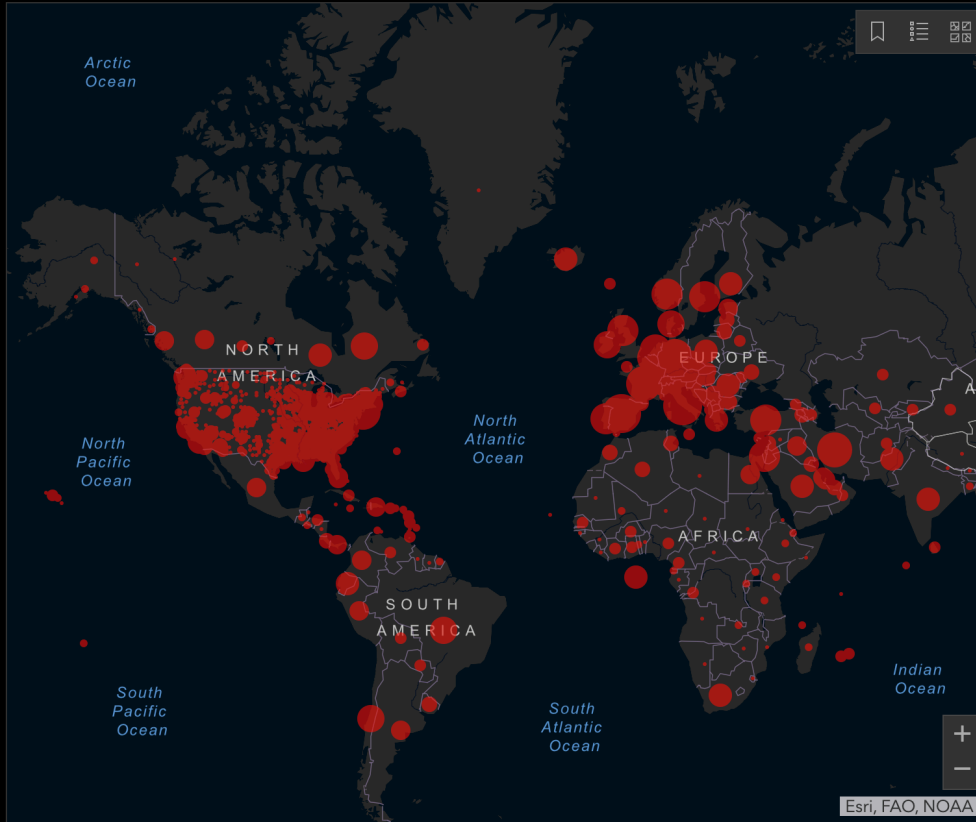 Arctic
Ocean
NORTH
AMERICA
EUROPE
A
North
Pacific
Ocean
North
Atlantic
Ocean
AFRICA
SOUTH
AMERICA
South
Pacific
Ocean
South
Atlantic
Ocean
Indian
Ocean
+
−
Esri, FAO, NOAA